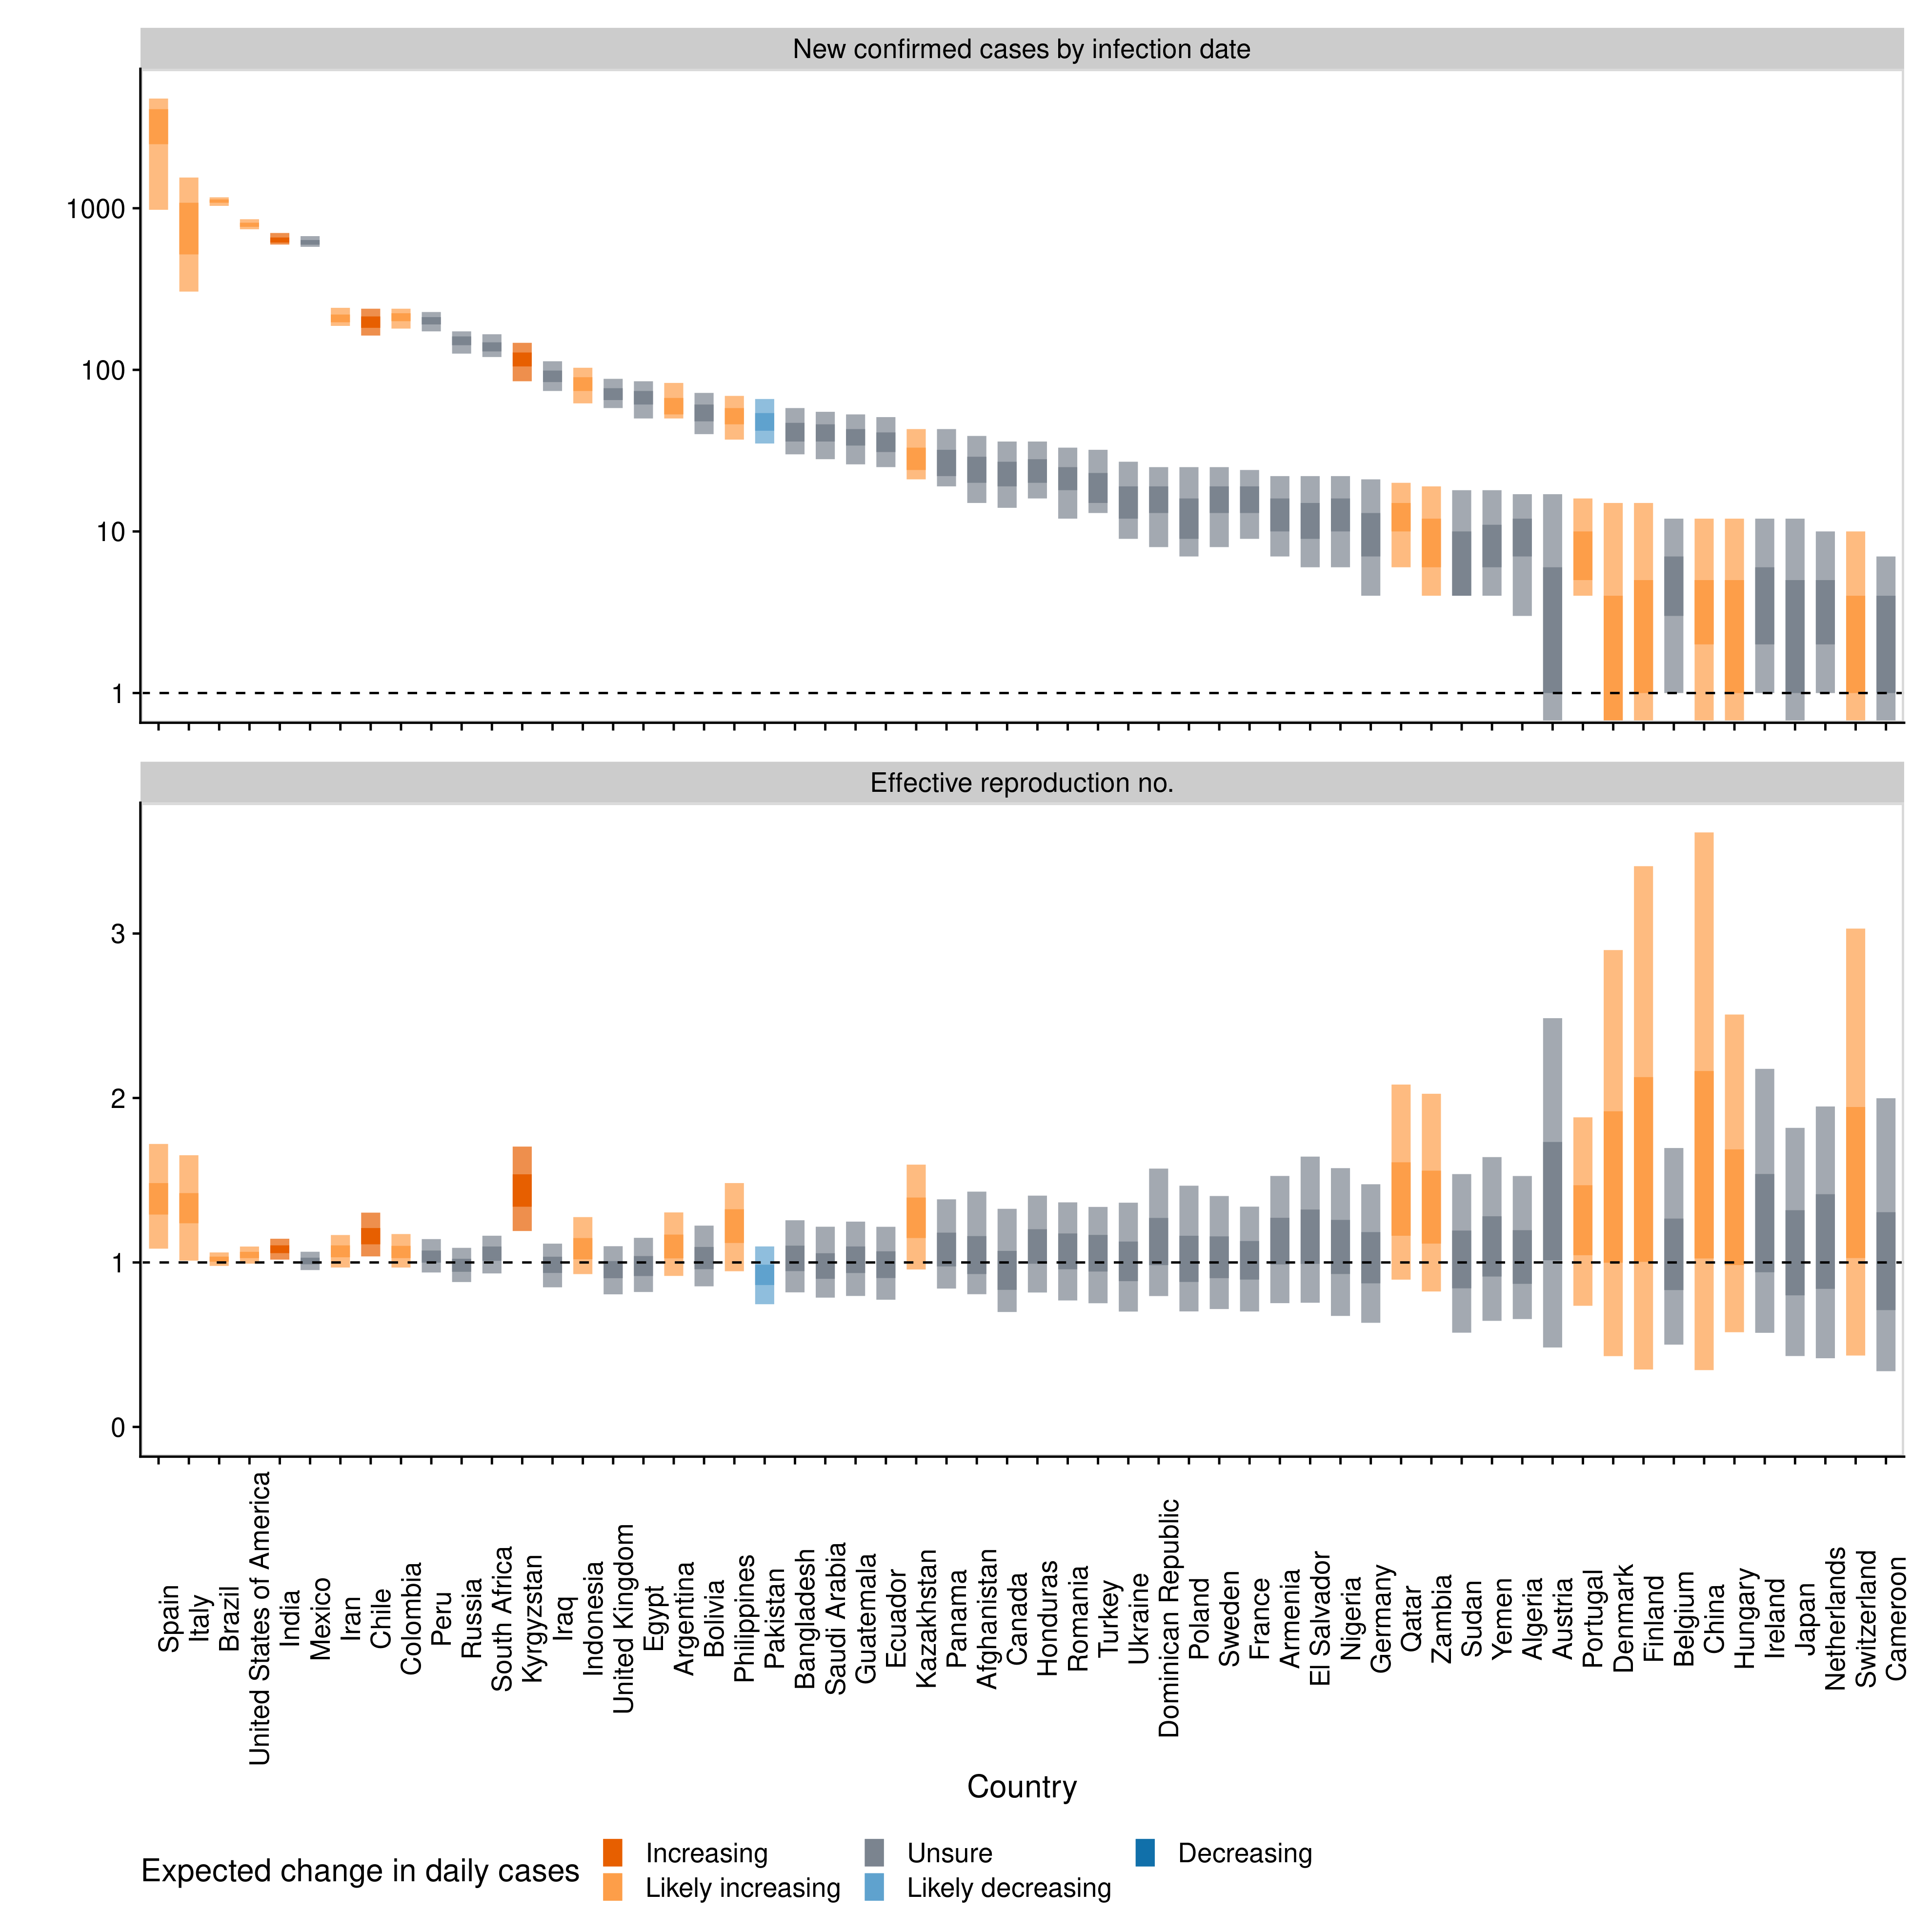 New confirmed cases by infection date
1000
100
10
1
Effective reproduction no.
3
2
1
0
Spain
Italy
Brazil
United States of America
India
Mexico
Iran
Chile
Colombia
Peru
Russia
South Africa
Kyrgyzstan
Iraq
Indonesia
United Kingdom
Egypt
Argentina
Bolivia
Philippines
Pakistan
Bangladesh
Saudi Arabia
Guatemala
Ecuador
Kazakhstan
Panama
Afghanistan
Canada
Honduras
Romania
Turkey
Ukraine
Dominican Republic
Poland
Sweden
France
Armenia
El Salvador
Nigeria
Germany
Qatar
Zambia
Sudan
Yemen
Algeria
Austria
Portugal
Denmark
Finland
Belgium
China
Hungary
Ireland
Japan
Netherlands
Switzerland
Cameroon
Country
Expected change in daily cases
Increasing
Likely increasing
Unsure
Likely decreasing
Decreasing